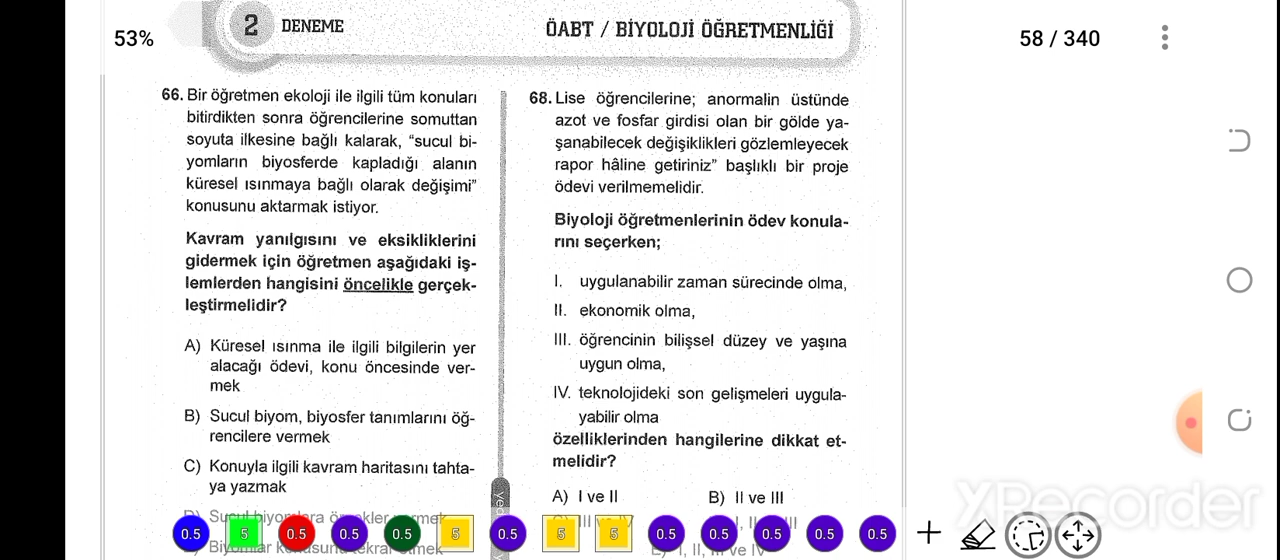 53%
2 DENEME
ÖABT / BİYOLOJİ ÖĞRETMENLİĞİ
58 / 340
66. Bir öğretmen ekoloji ile ilgili tüm konuları
bitirdikten sonra öğrencilerine somuttan
soyuta ilkesine bağlı kalarak, “sucul bi-
yomların biyosferde kapladığı alanın
küresel ısınmaya bağlı olarak değişimi”
konusunu aktarmak istiyor.
Kavram yanılgısını ve eksikliklerini
gidermek için öğretmen aşağıdaki iş-
lemlerden hangisini öncelikle gerçek-
leştirmelidir?
A) Küresel ısınma ile ilgili bilgilerin yer
alacağı ödevi, konu öncesinde ver-
mek
B) Sucul biyom, biyosfer tanımlarını öğ-
rencilere vermek
C) Konuyla ilgili kavram haritasını tahta-
ya yazmak
68. Lise öğrencilerine; anormalin üstünde
azot ve fosfar girdisi olan bir gölde ya-
şanabilecek değişiklikleri gözlemleyecek
rapor hâline getiriniz” başlıklı bir proje
ödevi verilmemelidir.
Biyoloji öğretmenlerinin ödev konula-
rını seçerken;
I. uygulanabilir zaman sürecinde olma,
II. ekonomik olma,
III. öğrencinin bilişsel düzey ve yaşına
uygun olma,
IV. teknolojideki son gelişmeleri uygula-
yabilir olma
özelliklerinden hangilerine dikkat et-
melidir?
A) I ve II B) II ve III
0.5 5 0.5 0.5 0.5 5 0.5 5 5 0.5 0.5 0.5 0.5 0.5
XRecorder